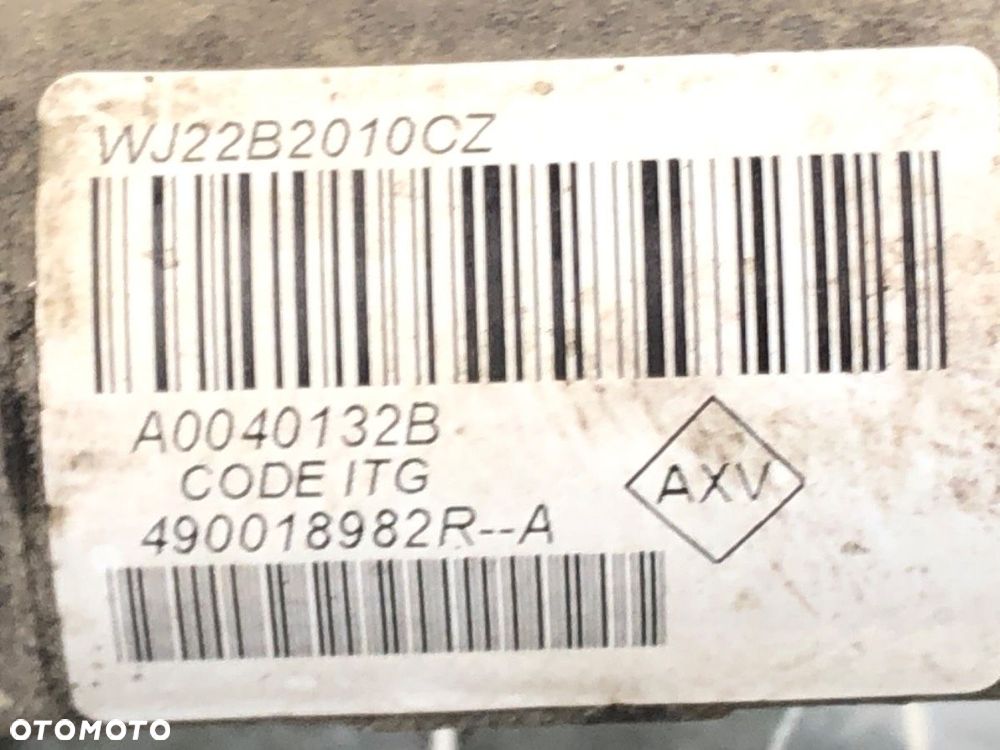 WJ22B2010CZ
A0040132B
CODE ITG
490018982R--A
AXV
OTOMOTO